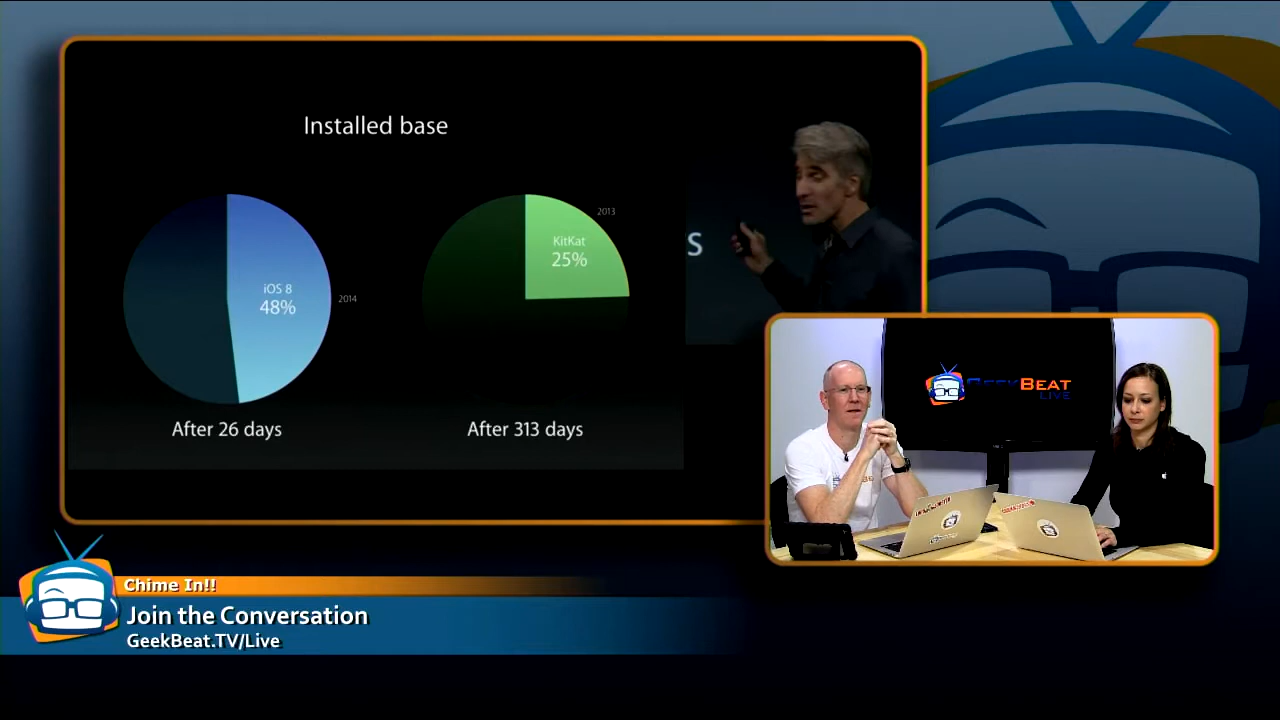 Installed base
2013
KitKat
25%
iOS 8
48%
2014
S
After 26 days
After 313 days
GEEKBEAT
LIVE
Chime In!!
Join the Conversation
GeekBeat.TV/Live